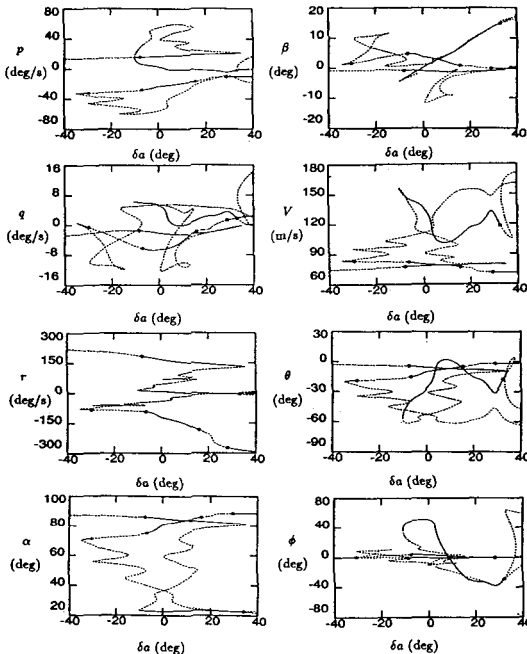 80
40
p
0
(deg/s)
-40
-80
-40 -20 0 20 40
δa (deg)
20
10
β
0
(deg)
10
20
-40 -20 0 20 40
δa (deg)
16
8
q
0
(deg/s)
-8
-16
-40 -20 0 20 40
δa (deg)
180
150
V
120
(m/s)
90
60
-40 -20 0 20 40
δa (deg)
300
150
r
0
(deg/s)
-150
-300
-40 -20 0 20 40
δa (deg)
30
0
θ
-30
(deg)
-60
-90
-40 -20 0 20 40
δa (deg)
100
80
α
60
(deg)
40
20
-40 -20 0 20 40
δa (deg)
80
40
ϕ
0
(deg)
-40
-80
-40 -20 0 20 40
δa (deg)